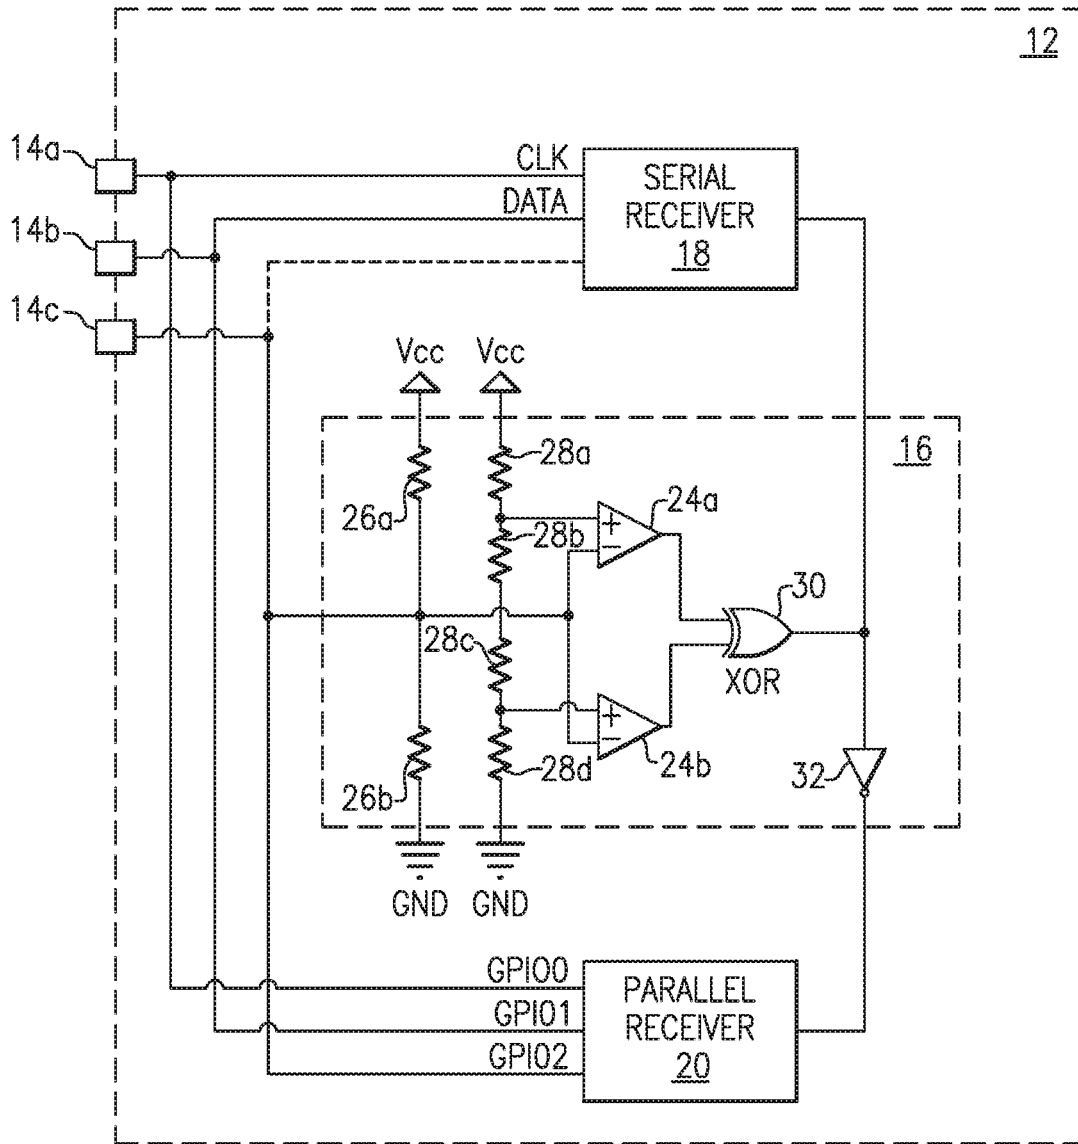 12
14a
CLK
SERIAL
RECEIVER
18
DATA
14b
14c
Vcc
Vcc
16
28a
26a
24a
28b
30
28c
XOR
28d
24b
32
26b
GND
GND
GPIO0
PARALLEL
RECEIVER
20
GPIO1
GPIO2